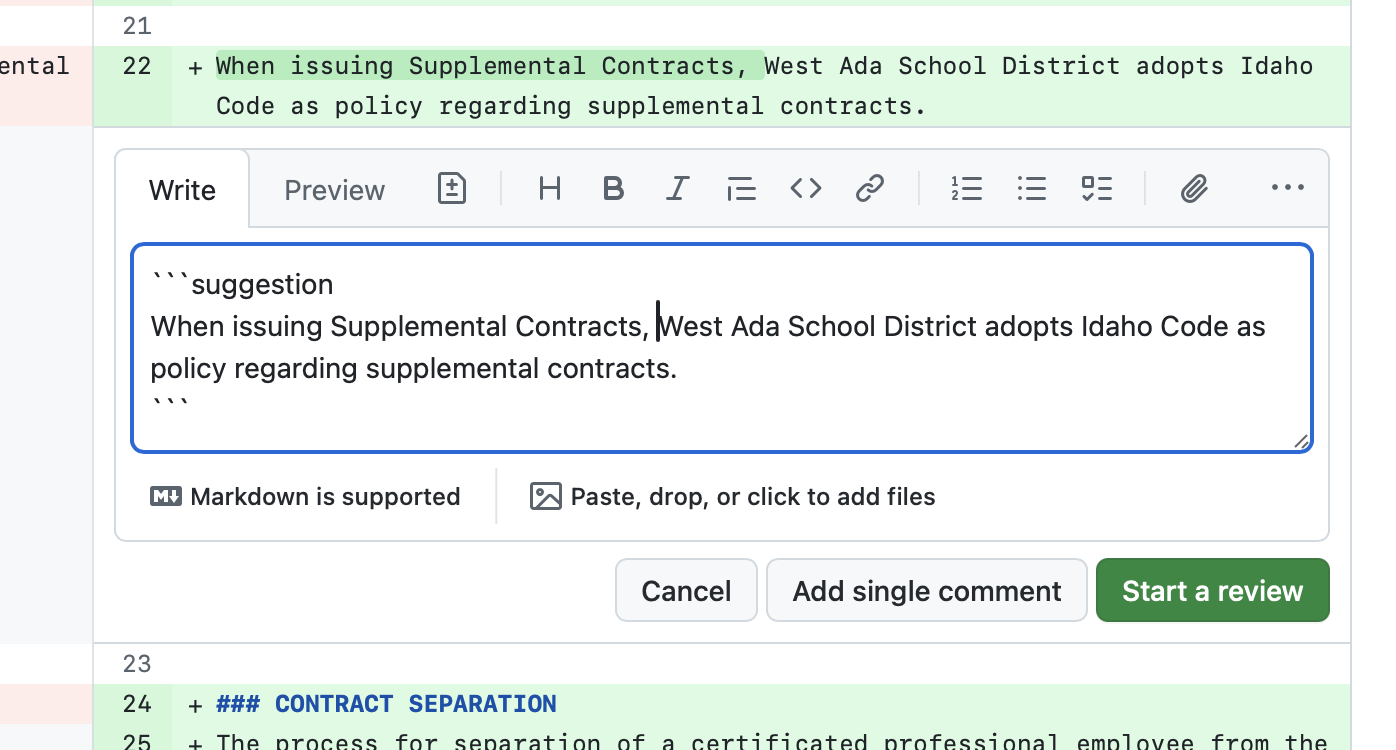 21
ental 22 + When issuing Supplemental Contracts, West Ada School District adopts Idaho
Code as policy regarding supplemental contracts.
Write Preview
```suggestion
When issuing Supplemental Contracts, West Ada School District adopts Idaho Code as
policy regarding supplemental contracts.
```
Markdown is supported Paste, drop, or click to add files
Cancel Add single comment Start a review
23
24 + ### CONTRACT SEPARATION
25 + The process for separation of a certificated professional employee from the